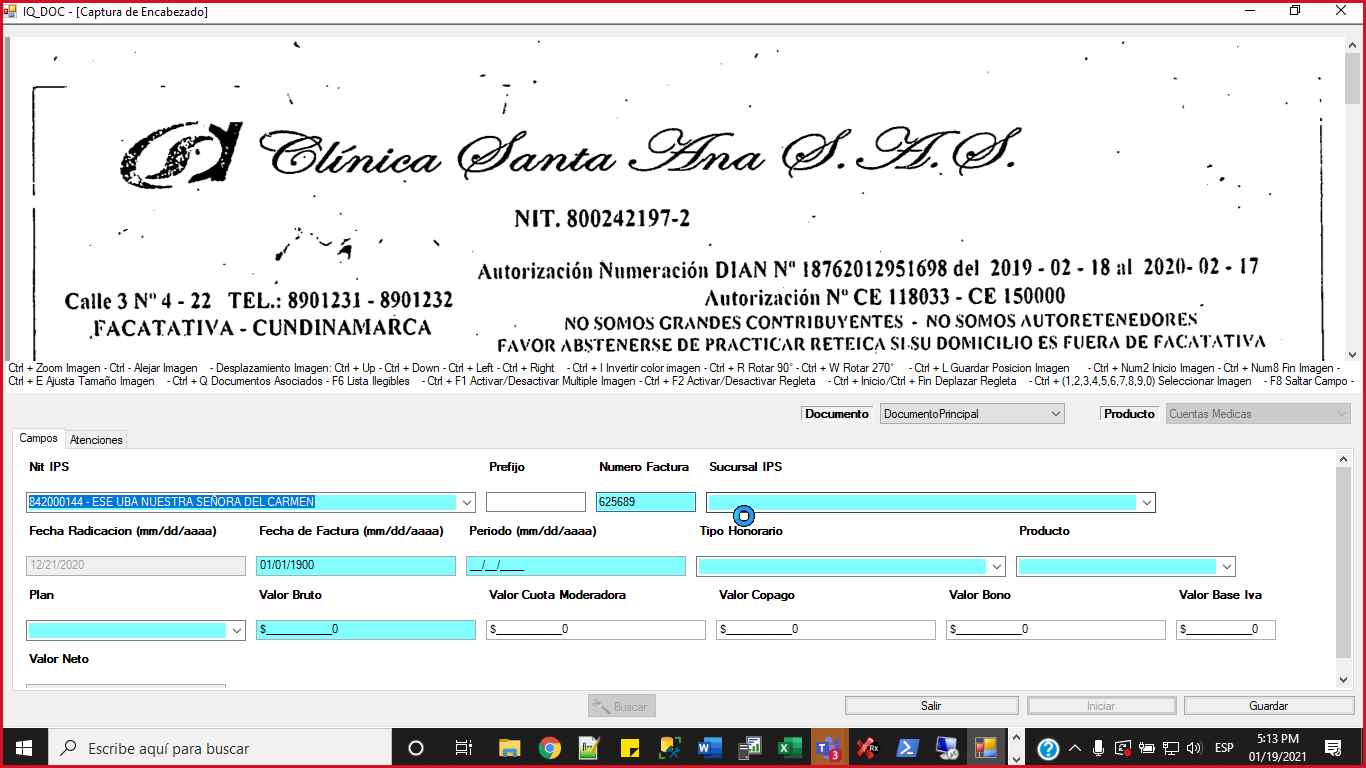 IQ_DOC - [Captura de Encabezado]
Clínica Santa Ana S.A.S.
NIT. 800242197-2
Autorización Numeración DIAN Nº 18762012951698 del 2019 - 02 - 18 al 2020- 02 - 17
Calle 3 Nº 4 - 22 TEL.: 8901231 - 8901232
Autorización Nº CE 118033 - CE 150000
FACATATIVA - CUNDINAMARCA
NO SOMOS GRANDES CONTRIBUYENTES - NO SOMOS AUTORETENEDORES
FAVOR ABSTENERSE DE PRACTICAR RETEICA SI SU DOMICILIO ES FUERA DE FACATATIVA
Ctrl + Zoom Imagen - Ctrl - Alejar Imagen - Desplazamiento Imagen: Ctrl + Up - Ctrl + Down - Ctrl + Left - Ctrl + Right - Ctrl + I Invertir color imagen - Ctrl + R Rotar 90° - Ctrl + W Rotar 270° - Ctrl + L Guardar Posicion Imagen - Ctrl + Num2 Inicio Imagen - Ctrl + Num8 Fin Imagen -
Ctrl + E Ajusta Tamaño Imagen - Ctrl + Q Documentos Asociados - F6 Lista Ilegibles - Ctrl + F1 Activar/Desactivar Multiple Imagen - Ctrl + F2 Activar/Desactivar Regleta - Ctrl + Inicio/Ctrl + Fin Deplazar Regleta - Ctrl + (1,2,3,4,5,6,7,8,9,0) Seleccionar Imagen - F8 Saltar Campo -
Documento DocumentoPrincipal Producto Cuentas Medicas
Campos Atenciones
Nit IPS Prefijo Numero Factura Sucursal IPS
842000144 - ESE UBA NUESTRA SEÑORA DEL CARMEN 625689
Fecha Radicacion (mm/dd/aaaa) Fecha de Factura (mm/dd/aaaa) Periodo (mm/dd/aaaa) Tipo Honorario Producto
12/21/2020 01/01/1900 __/__/____
Plan Valor Bruto Valor Cuota Moderadora Valor Copago Valor Bono Valor Base Iva
$___________0 $___________0 $___________0 $___________0 $___________0
Valor Neto
Buscar Salir Iniciar Guardar
Escribe aquí para buscar
3
Rx
ESP
5:13 PM
01/19/2021